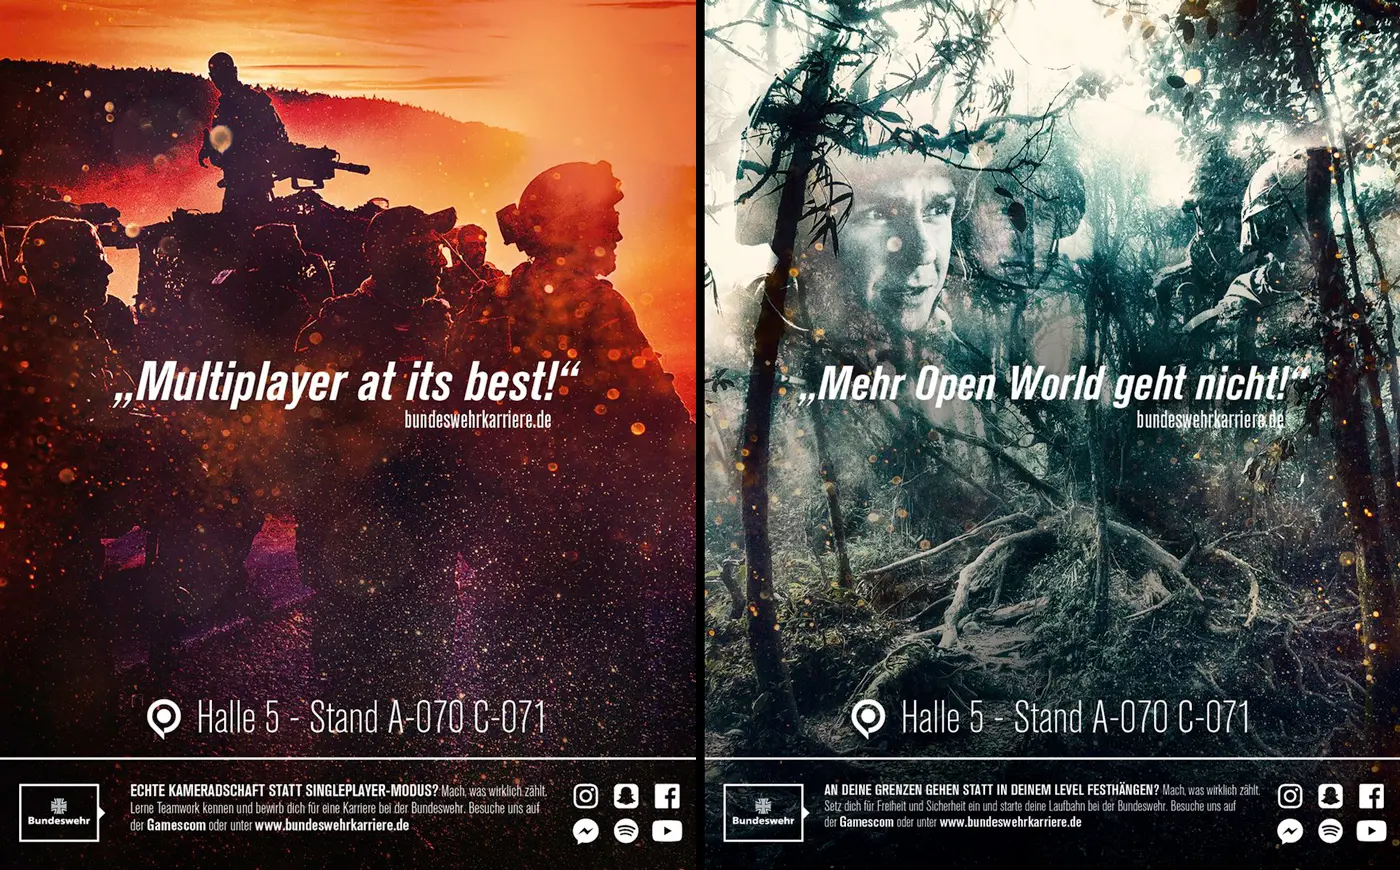 „Multiplayer at its best!“
bundeswehrkarriere.de
Halle 5 - Stand A-070 C-071
Bundeswehr
ECHTE KAMERADSCHAFT STATT SINGLEPLAYER-MODUS? Mach, was wirklich zählt.
Lerne Teamwork kennen und bewirb dich für eine Karriere bei der Bundeswehr. Besuche uns auf
der Gamescom oder unter www.bundeswehrkarriere.de
„Mehr Open World geht nicht!“
bundeswehrkarriere.de
Halle 5 - Stand A-070 C-071
Bundeswehr
AN DEINE GRENZEN GEHEN STATT IN DEINEM LEVEL FESTHÄNGEN? Mach, was wirklich zählt.
Setz dich für Freiheit und Sicherheit ein und starte deine Laufbahn bei der Bundeswehr. Besuche uns auf
der Gamescom oder unter www.bundeswehrkarriere.de